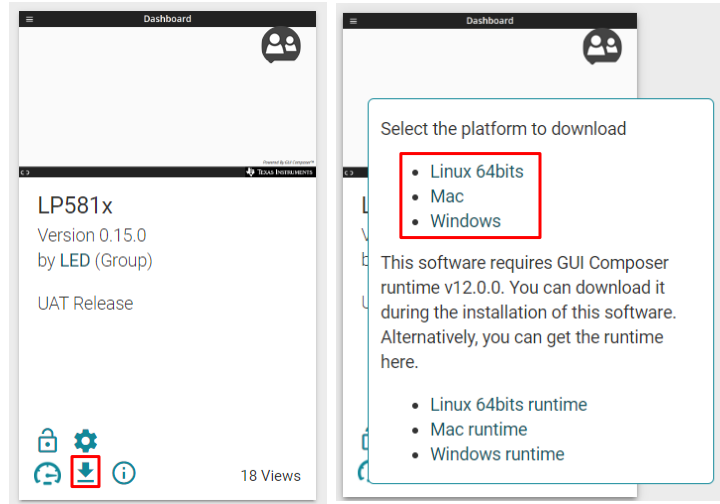 Dashboard
Powered By GUI Composer™
TEXAS INSTRUMENTS
LP581x
Version 0.15.0
by LED (Group)
UAT Release
18 Views
Dashboard
Select the platform to download
Linux 64bits
Mac
Windows
This software requires GUI Composer
runtime v12.0.0. You can download it
during the installation of this software.
Alternatively, you can get the runtime
here.
Linux 64bits runtime
Mac runtime
Windows runtime